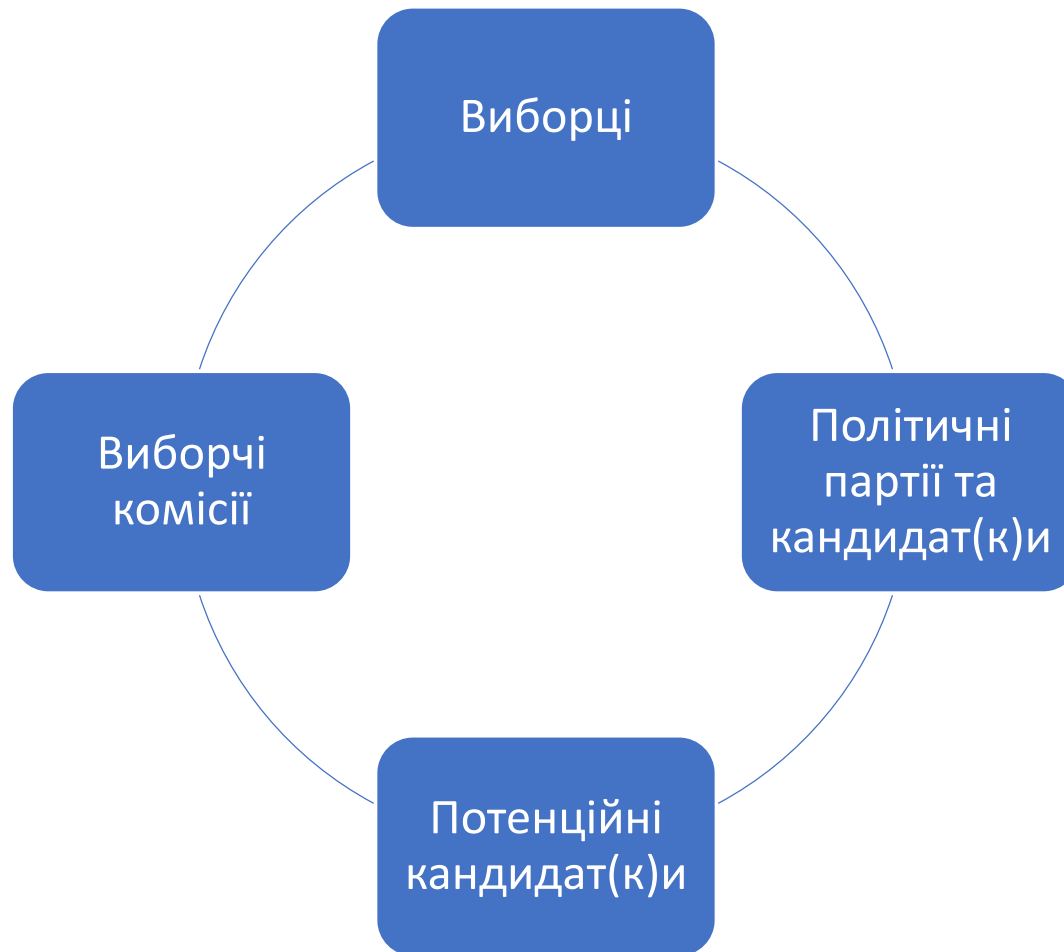 Виборці
Виборчі
комісії
Політичні
партії та
кандидат(к)и
Потенційні
кандидат(к)и